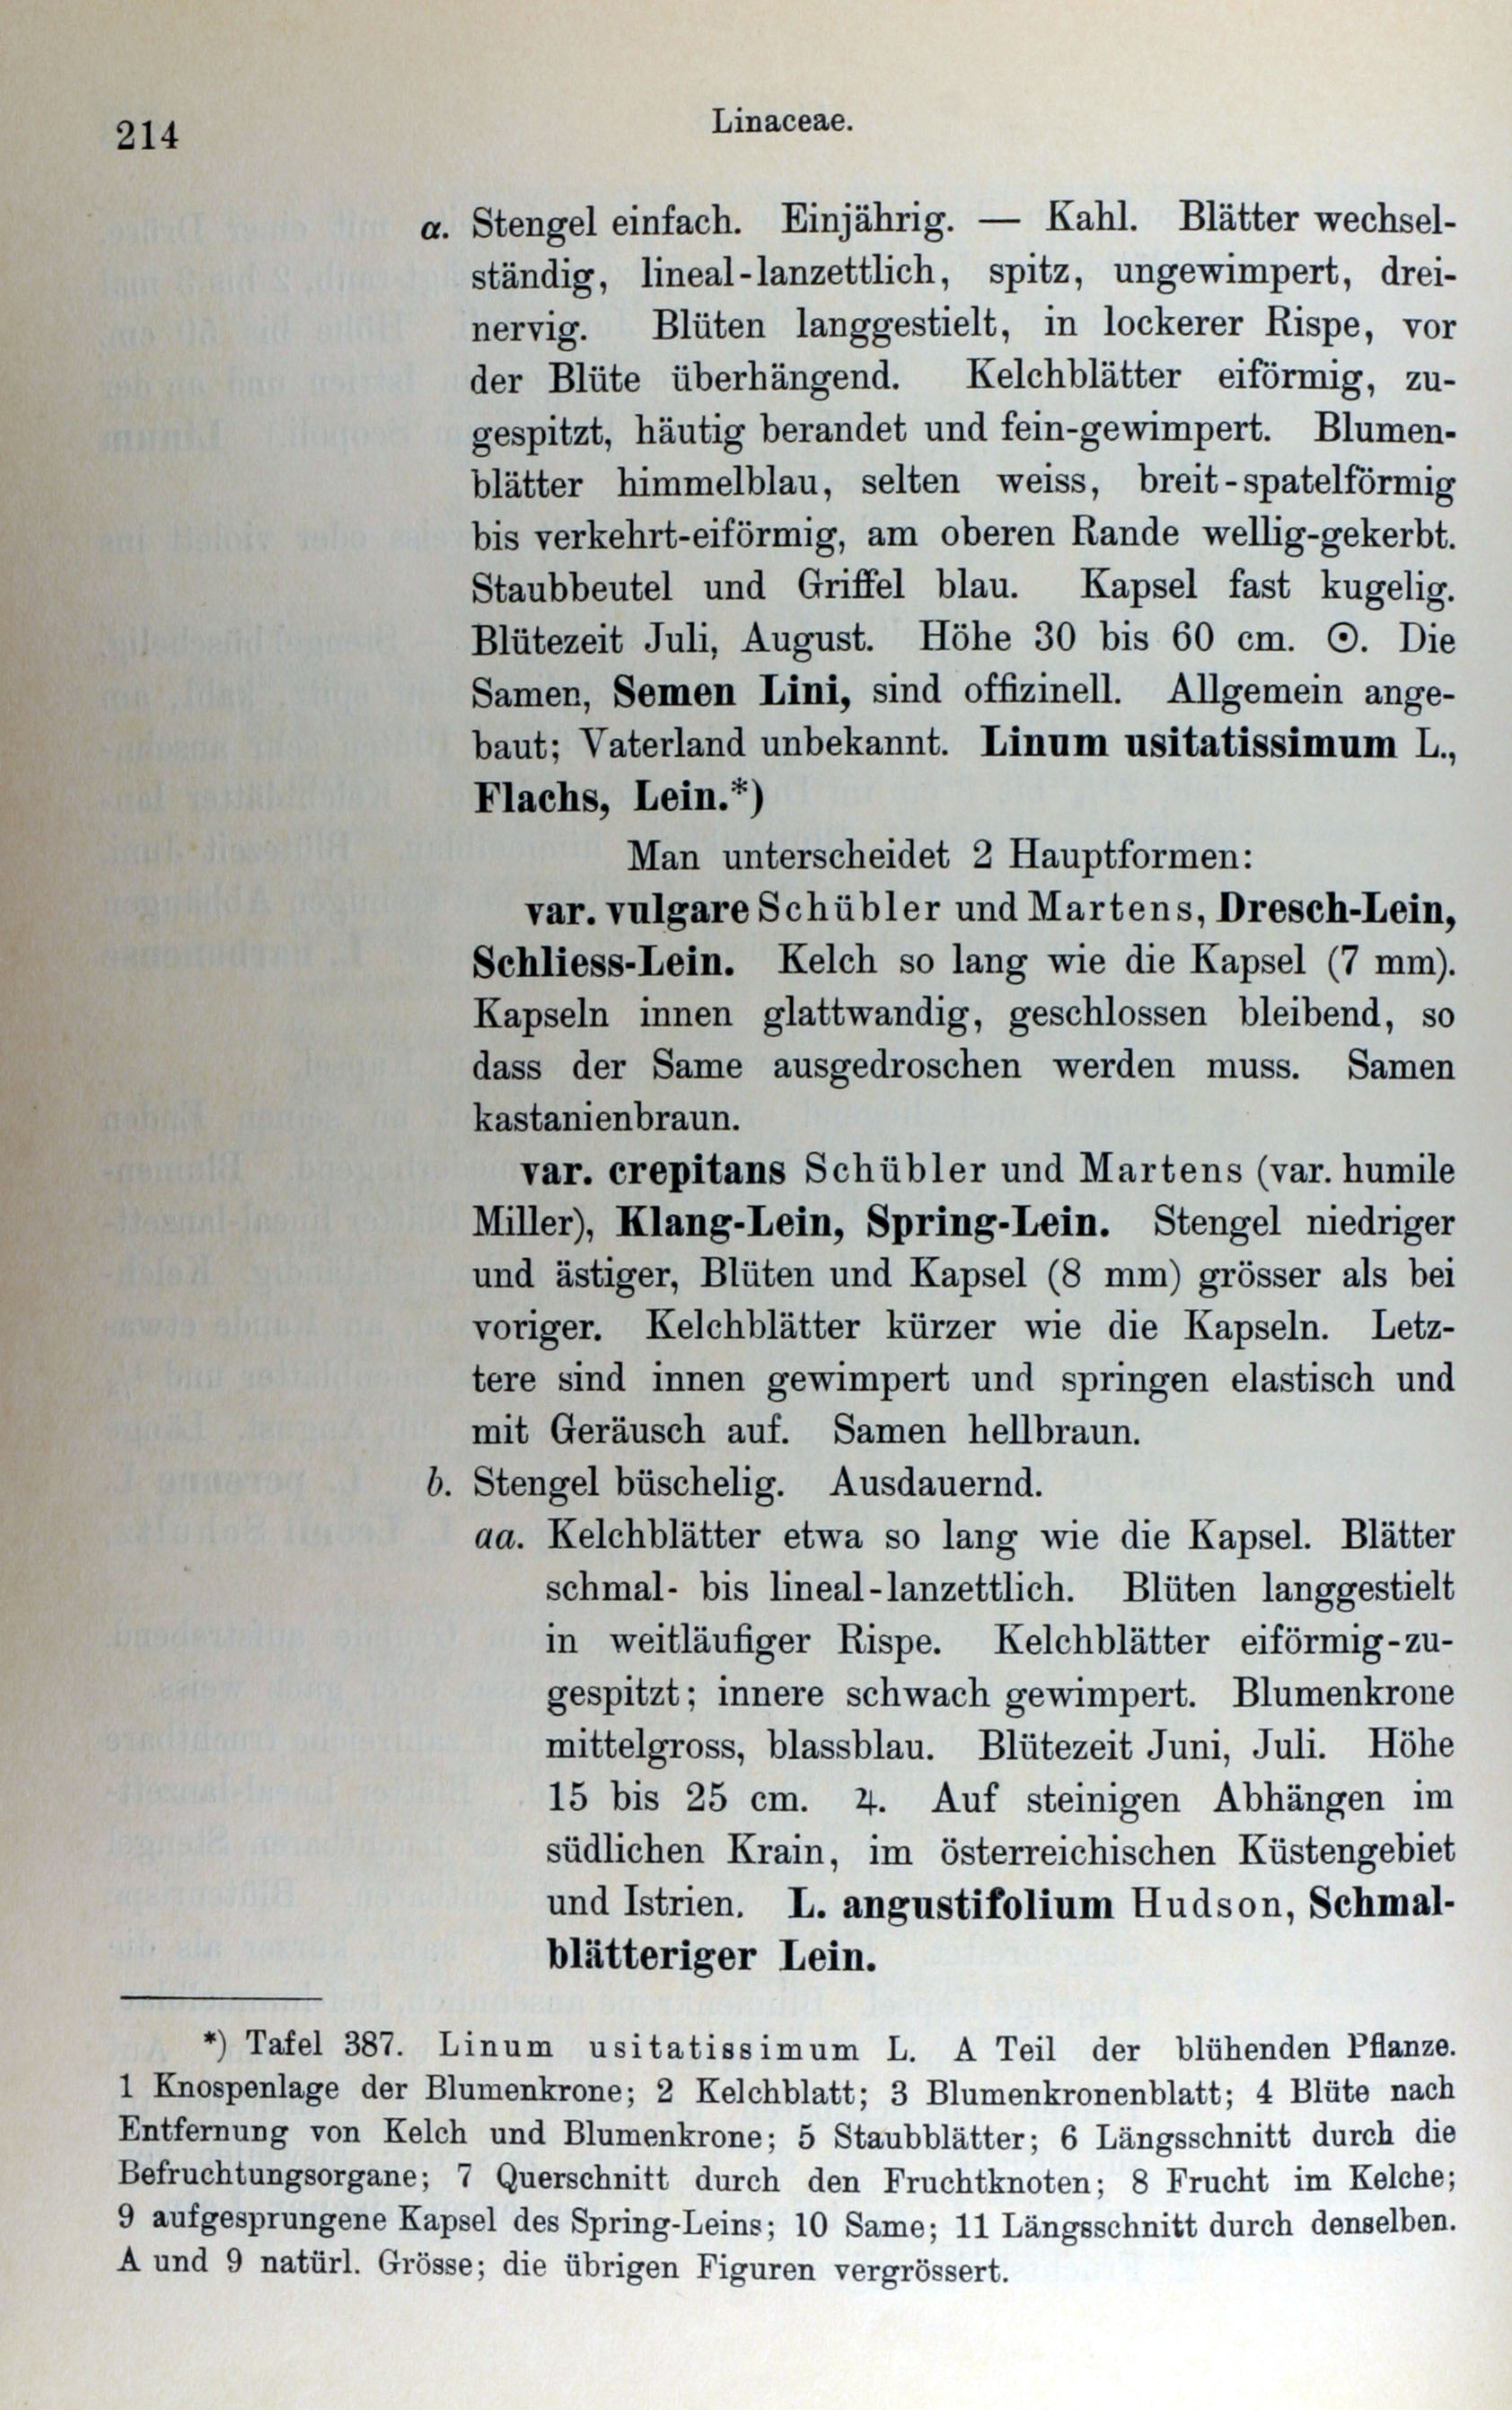 214
Linaceae.
a. Stengel einfach. Einjährig. — Kahl. Blätter wechsel-
ständig, lineal-lanzettlich, spitz, ungewimpert, drei-
nervig. Blüten langgestielt, in lockerer Rispe, vor
der Blüte überhängend. Kelchblätter eiförmig, zu-
gespitzt, häutig berandet und fein-gewimpert. Blumen-
blätter himmelblau, selten weiss, breit-spatelförmig
bis verkehrt-eiförmig, am oberen Rande wellig-gekerbt.
Staubbeutel und Griffel blau. Kapsel fast kugelig.
Blütezeit Juli, August. Höhe 30 bis 60 cm. ⊙. Die
Samen, Semen Lini, sind offizinell. Allgemein ange-
baut; Vaterland unbekannt. Linum usitatissimum L.,
Flachs, Lein.*)
Man unterscheidet 2 Hauptformen:
var. vulgare Schübler und Martens, Dresch-Lein,
Schliess-Lein. Kelch so lang wie die Kapsel (7 mm).
Kapseln innen glattwandig, geschlossen bleibend, so
dass der Same ausgedroschen werden muss. Samen
kastanienbraun.
var. crepitans Schübler und Martens (var. humile
Miller), Klang-Lein, Spring-Lein. Stengel niedriger
und ästiger, Blüten und Kapsel (8 mm) grösser als bei
voriger. Kelchblätter kürzer wie die Kapseln. Letz-
tere sind innen gewimpert und springen elastisch und
mit Geräusch auf. Samen hellbraun.
b. Stengel büschelig. Ausdauernd.
aa. Kelchblätter etwa so lang wie die Kapsel. Blätter
schmal- bis lineal-lanzettlich. Blüten langgestielt
in weitläufiger Rispe. Kelchblätter eiförmig-zu-
gespitzt; innere schwach gewimpert. Blumenkrone
mittelgross, blassblau. Blütezeit Juni, Juli. Höhe
15 bis 25 cm. ♃. Auf steinigen Abhängen im
südlichen Krain, im österreichischen Küstengebiet
und Istrien. L. angustifolium Hudson, Schmal-
blätteriger Lein.
*) Tafel 387. Linum usitatissimum L. A Teil der blühenden Pflanze.
1 Knospenlage der Blumenkrone; 2 Kelchblatt; 3 Blumenkronenblatt; 4 Blüte nach
Entfernung von Kelch und Blumenkrone; 5 Staubblätter; 6 Längsschnitt durch die
Befruchtungsorgane; 7 Querschnitt durch den Fruchtknoten; 8 Frucht im Kelche;
9 aufgesprungene Kapsel des Spring-Leins; 10 Same; 11 Längsschnitt durch denselben.
A und 9 natürl. Grösse; die übrigen Figuren vergrössert.